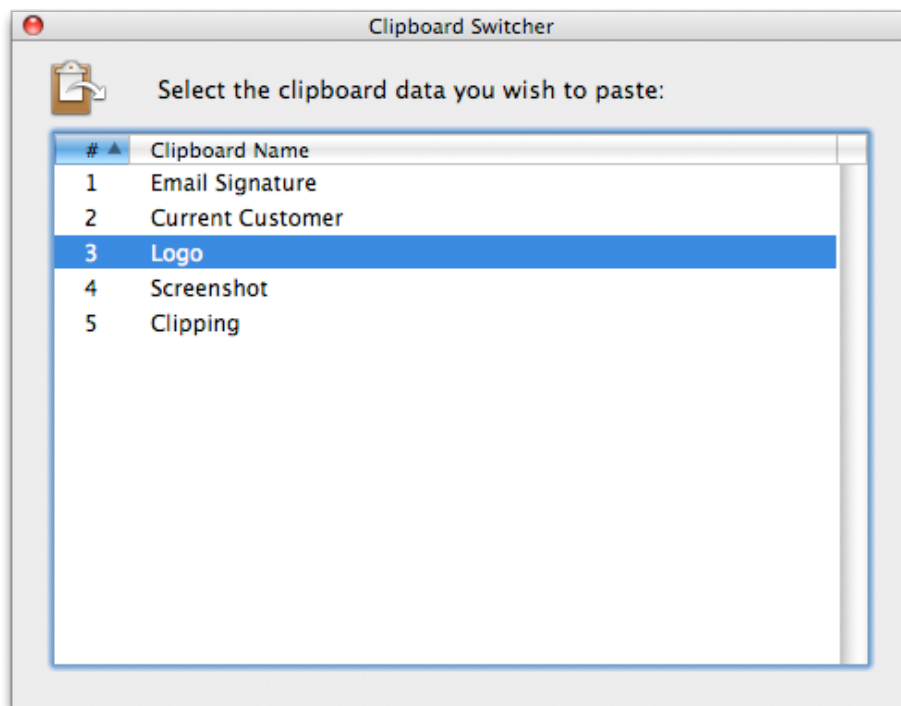 Clipboard Switcher
Select the clipboard data you wish to paste:
# Clipboard Name
1 Email Signature
2 Current Customer
3 Logo
4 Screenshot
5 Clipping